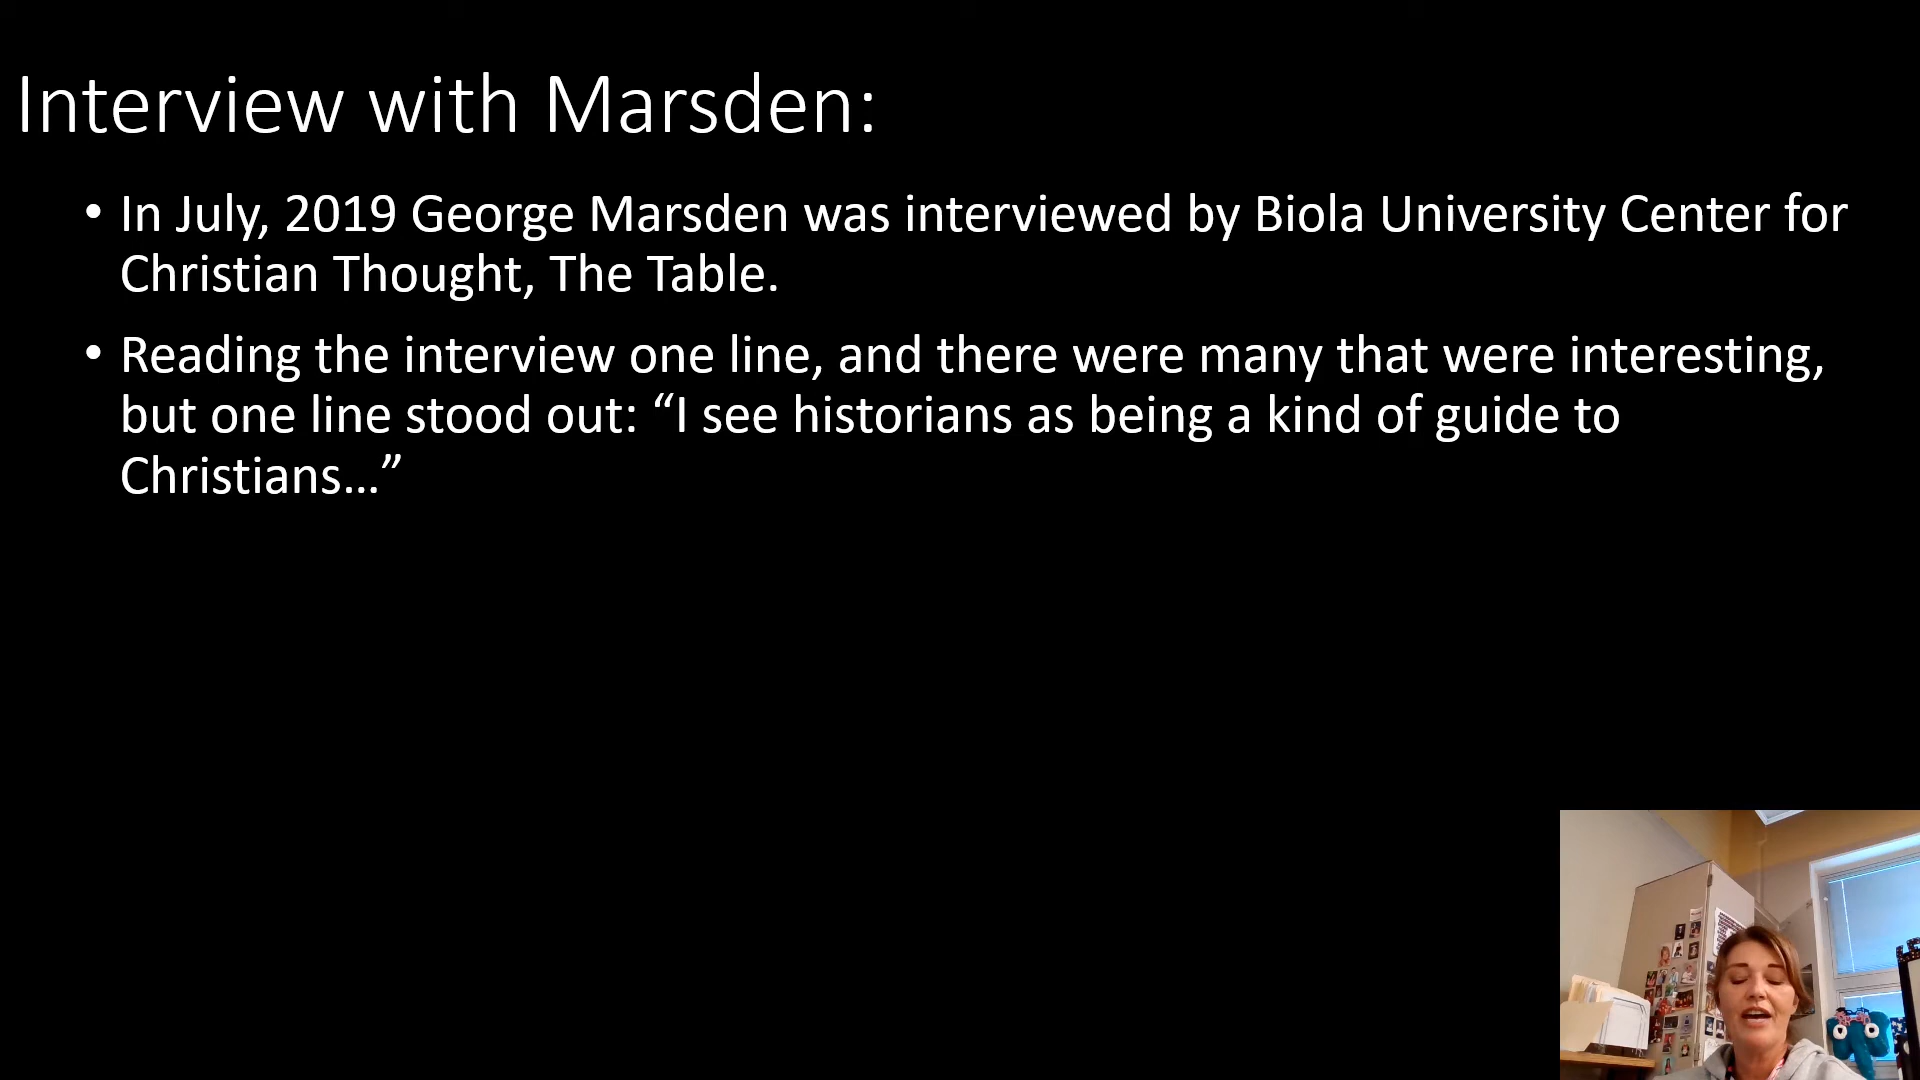 Interview with Marsden:
• In July, 2019 George Marsden was interviewed by Biola University Center for
Christian Thought, The Table.
• Reading the interview one line, and there were many that were interesting,
but one line stood out: “I see historians as being a kind of guide to
Christians…”